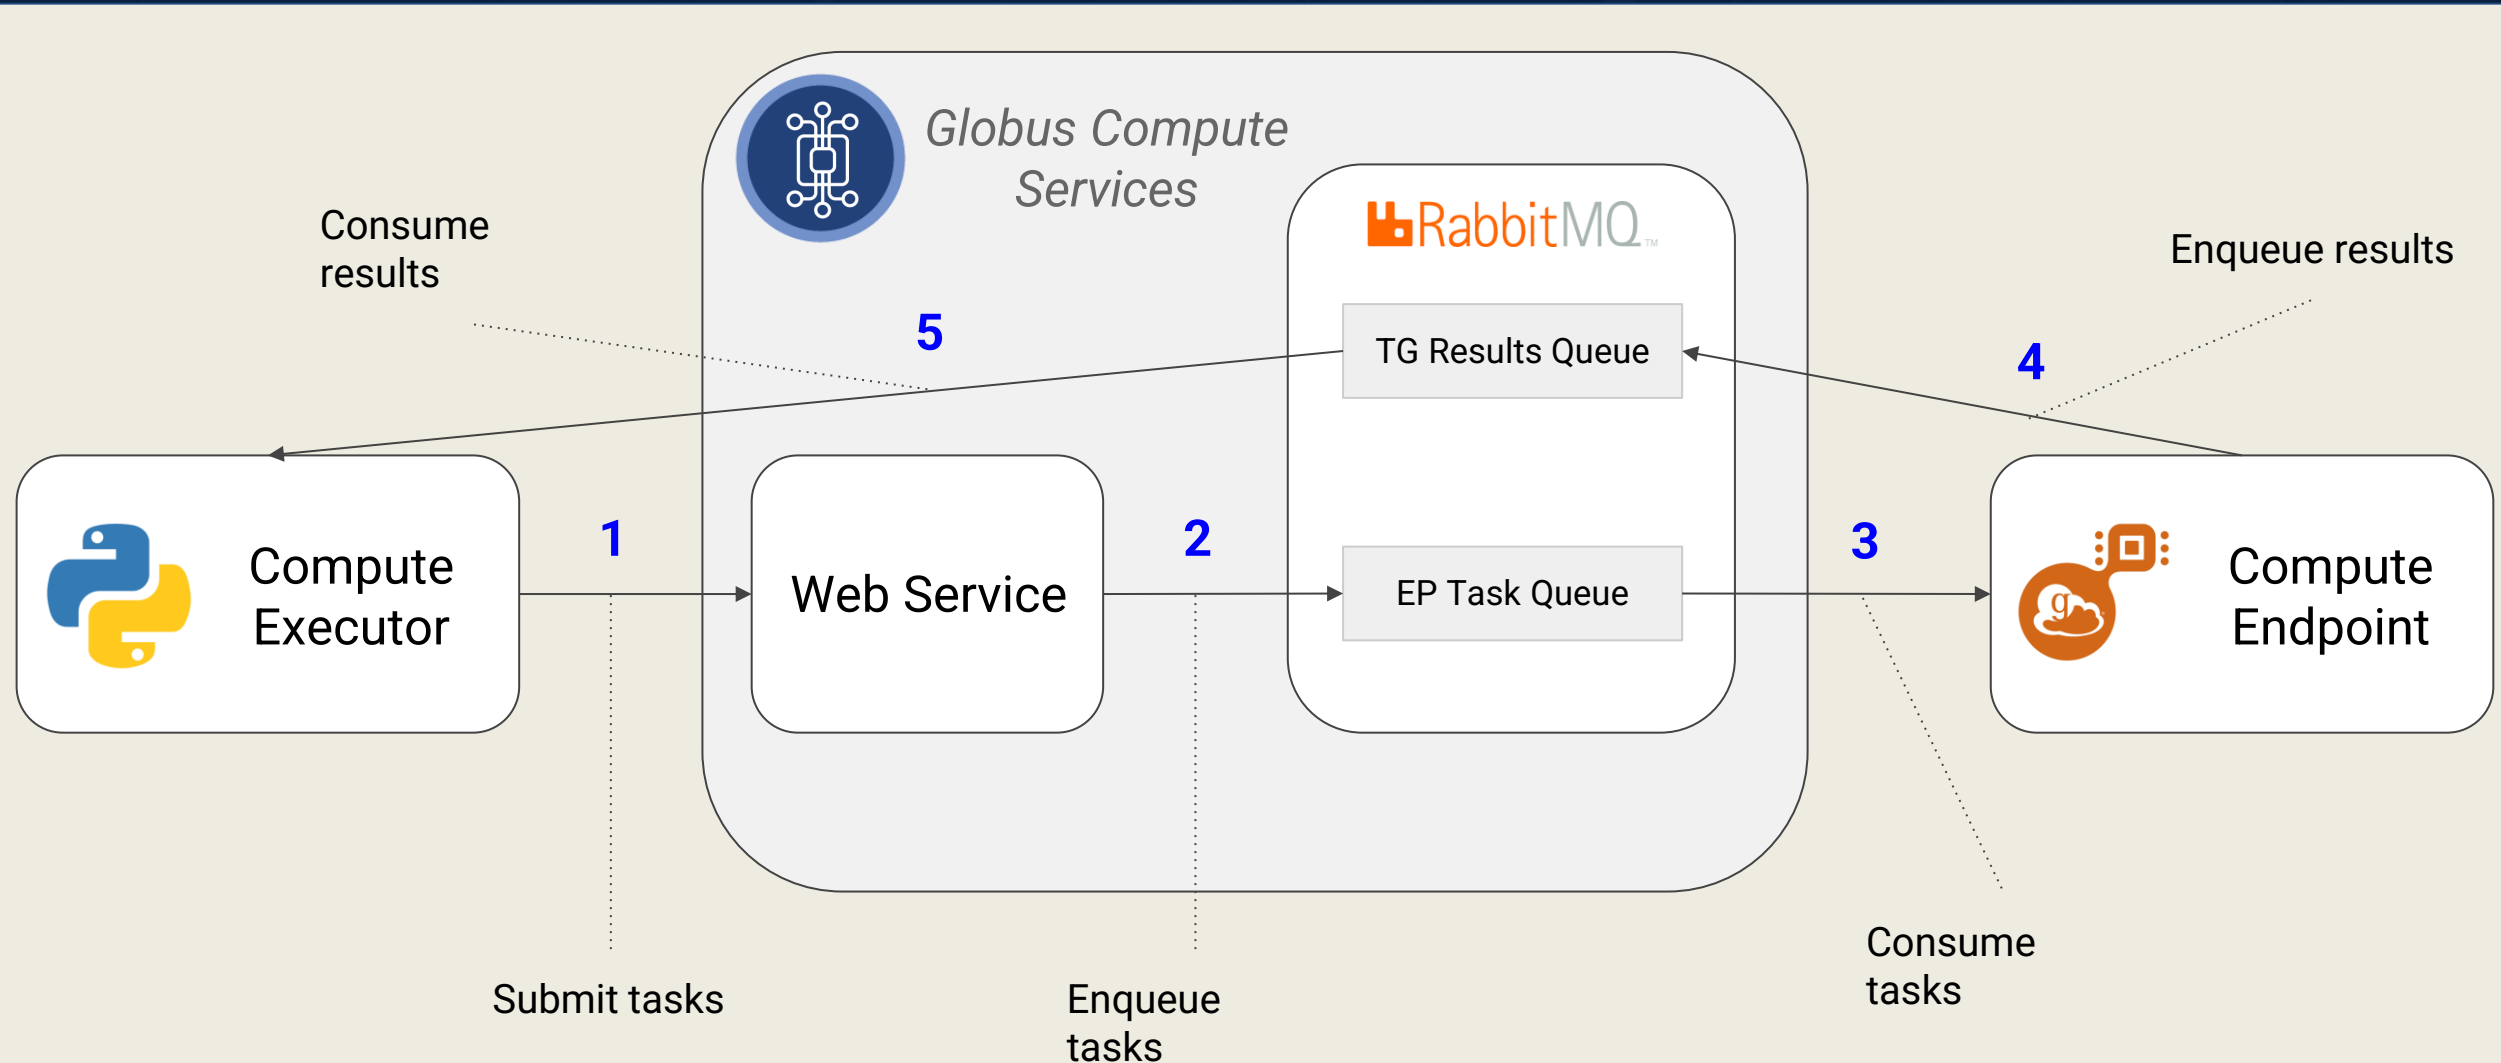 Globus Compute
Services
RabbitMQ™
Consume
results
Enqueue results
5
TG Results Queue
4
Compute
Executor
1
Web Service
2
EP Task Queue
3
g
Compute
Endpoint
Submit tasks
Enqueue
tasks
Consume
tasks